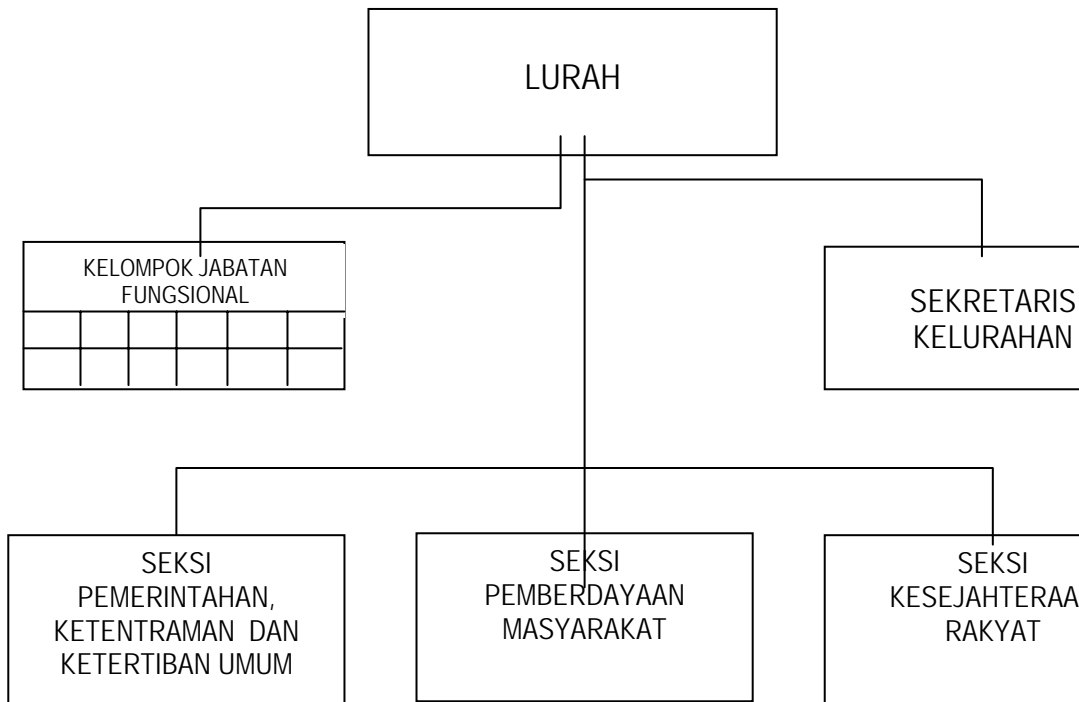 LURAH
KELOMPOK JABATAN
FUNGSIONAL
SEKRETARIS
KELURAHAN
SEKSI
PEMERINTAHAN,
KETENTRAMAN DAN
KETERTIBAN UMUM
SEKSI
PEMBERDAYAAN
MASYARAKAT
SEKSI
KESEJAHTERAA
RAKYAT